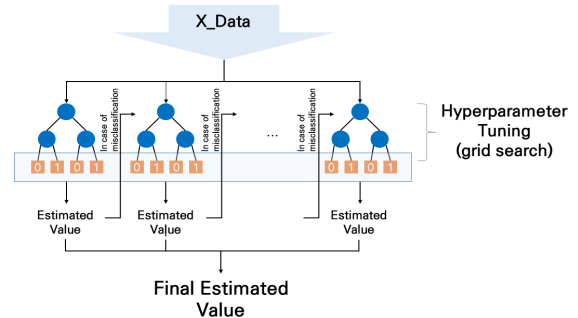 X_Data
In case of
misclassification
In case of
misclassification
In case of
misclassification
...
Hyperparameter
Tuning
(grid search)
0 1 0 1
0 1 0 1
0 1 0 1
Estimated
Value
Estimated
Value
Estimated
Value
Final Estimated
Value